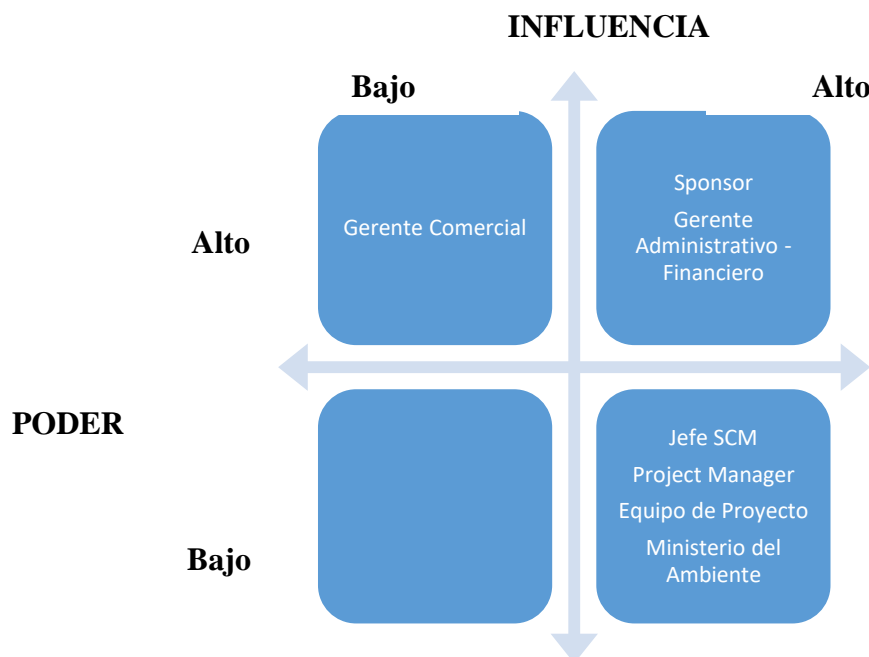 INFLUENCIA
Bajo
Alto
Alto
Gerente Comercial
Sponsor
Gerente
Administrativo -
Financiero
PODER
Bajo
Jefe SCM
Project Manager
Equipo de Proyecto
Ministerio del
Ambiente